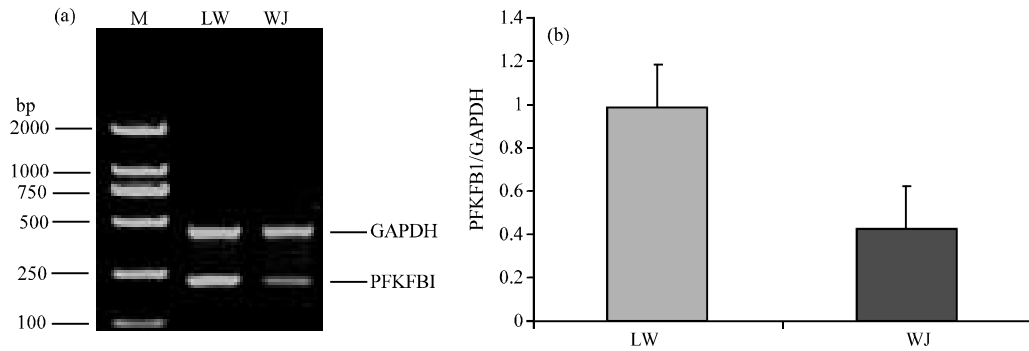 (a) M LW WJ
bp
2000
1000
750
500
GAPDH
250
PFKFBI
100
(b)
PFKFB1/GAPDH
1.4
1.2
1
0.8
0.6
0.4
0.2
0
LW WJ